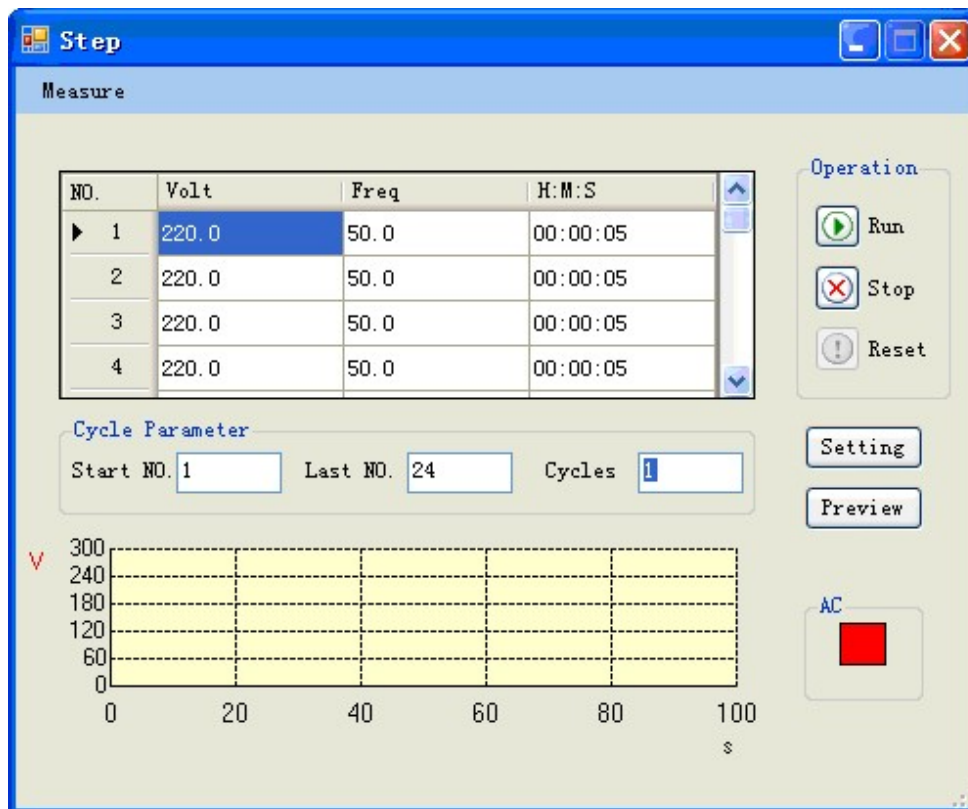 Step
Measure
NO. Volt Freq H:M:S
1 220.0 50.0 00:00:05
2 220.0 50.0 00:00:05
3 220.0 50.0 00:00:05
4 220.0 50.0 00:00:05
Operation
Run
Stop
! Reset
Cycle Parameter
Start NO. 1 Last NO. 24 Cycles 1
Setting
Preview
V
300
240
180
120
60
0
0 20 40 60 80 100
s
AC